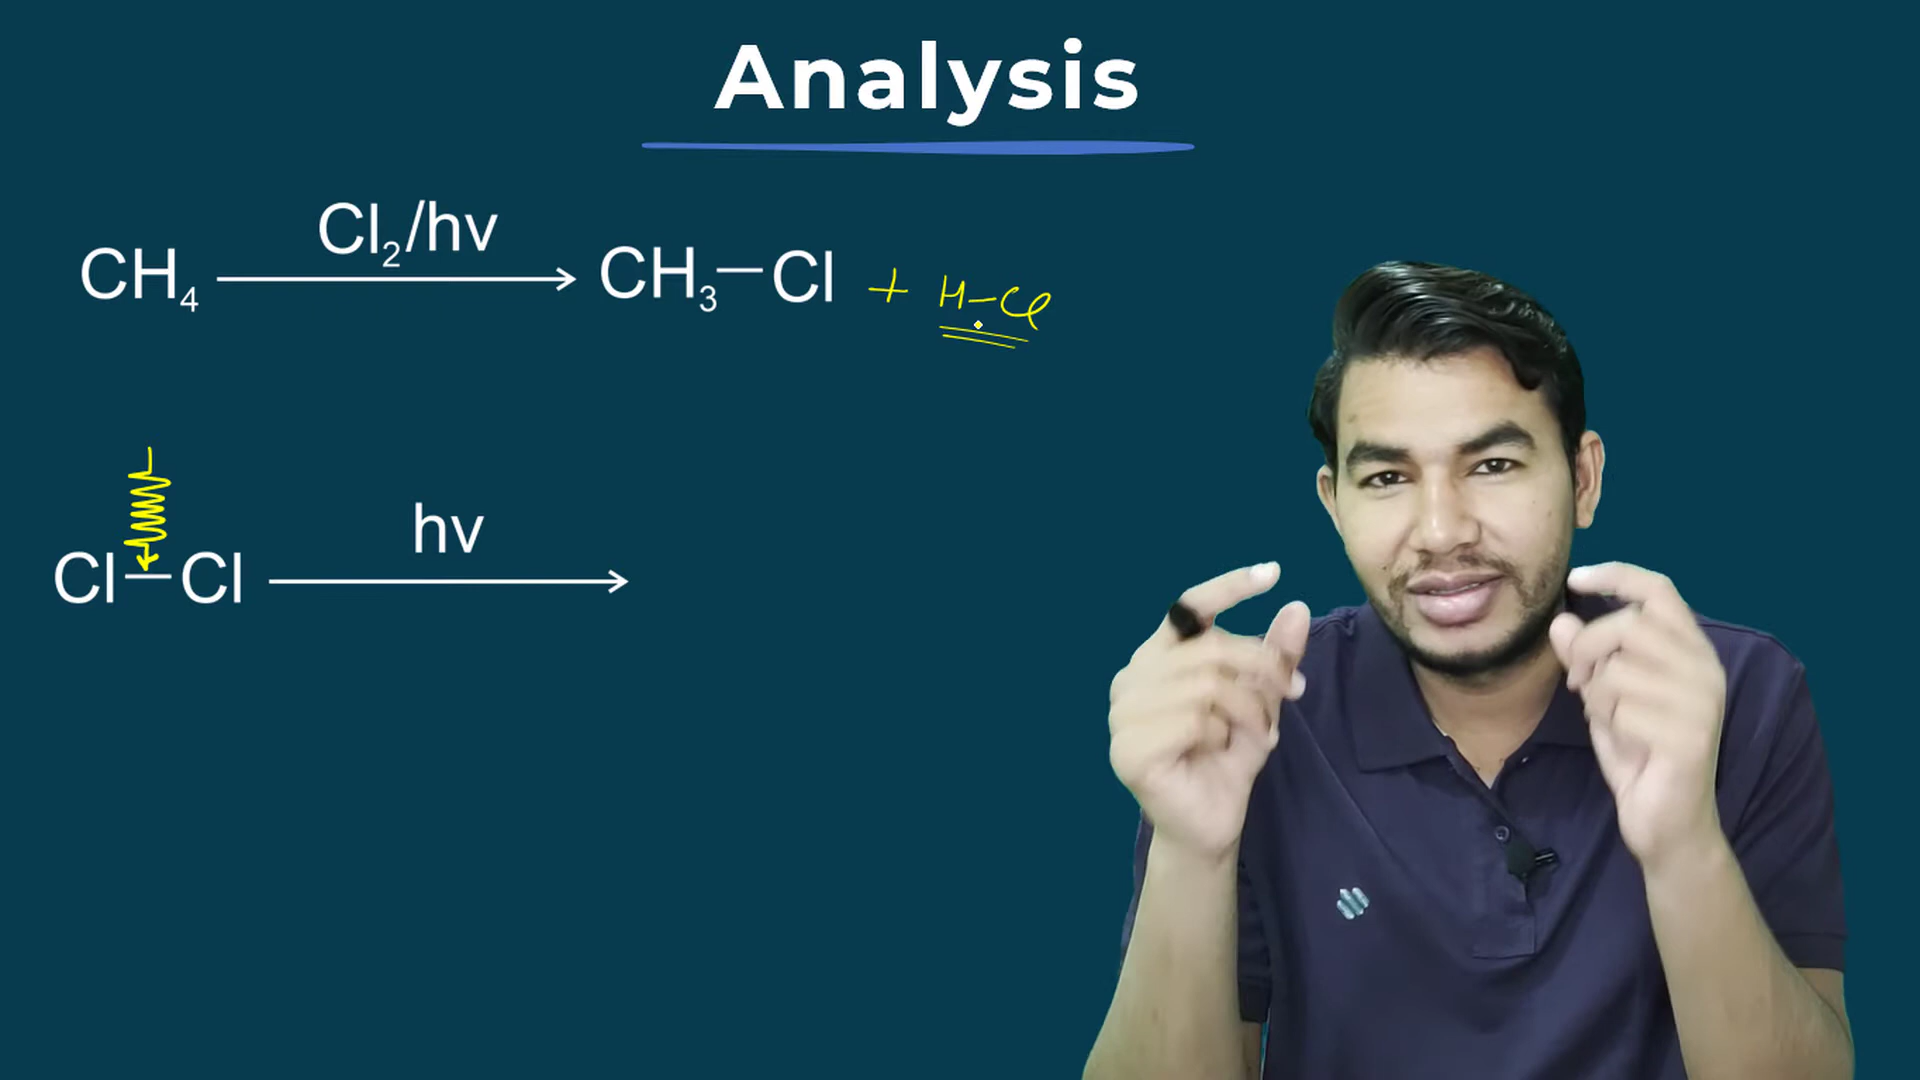 Analysis
Cl₂/hv
CH₄ → CH₃—Cl + H-Cl
hv
Cl—Cl →